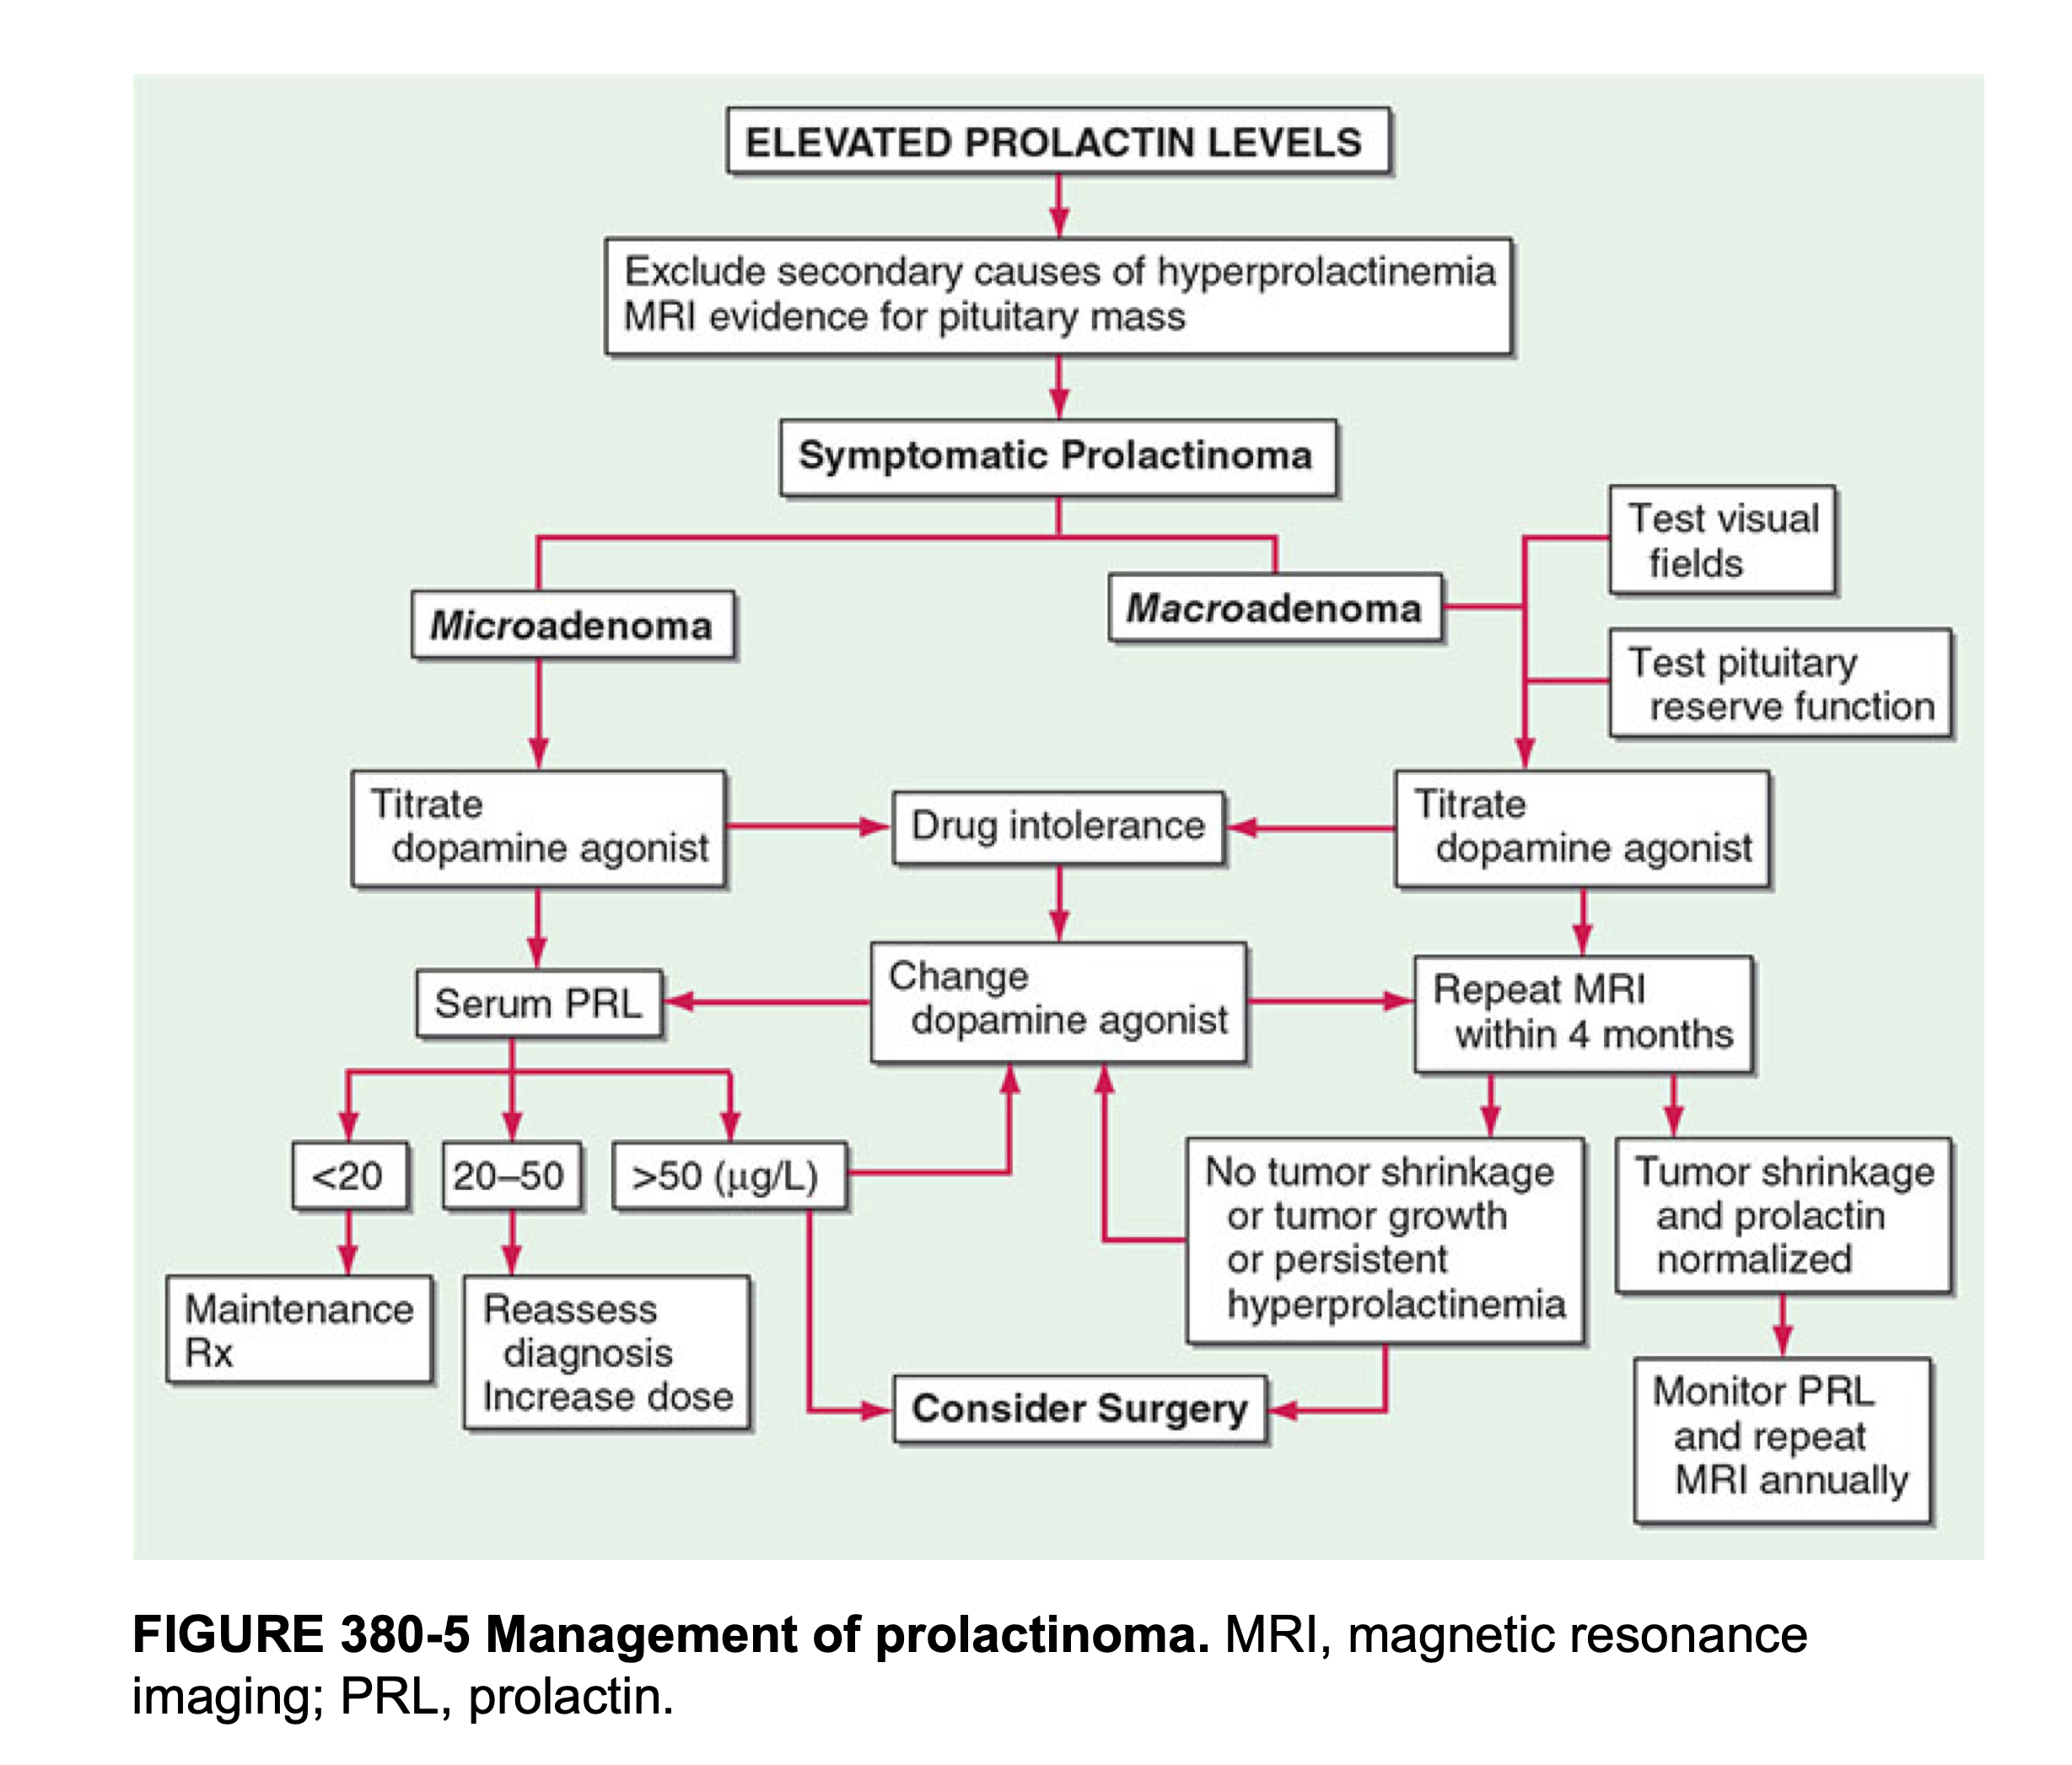 ELEVATED PROLACTIN LEVELS
Exclude secondary causes of hyperprolactinemia
MRI evidence for pituitary mass
Symptomatic Prolactinoma
Test visual
fields
Microadenoma
Macroadenoma
Test pituitary
reserve function
Titrate
dopamine agonist
Drug intolerance
Titrate
dopamine agonist
Serum PRL
Change
dopamine agonist
Repeat MRI
within 4 months
<20
20–50
>50 (μg/L)
No tumor shrinkage
or tumor growth
or persistent
hyperprolactinemia
Tumor shrinkage
and prolactin
normalized
Maintenance
Rx
Reassess
diagnosis
Increase dose
Consider Surgery
Monitor PRL
and repeat
MRI annually
FIGURE 380-5 Management of prolactinoma. MRI, magnetic resonance
imaging; PRL, prolactin.